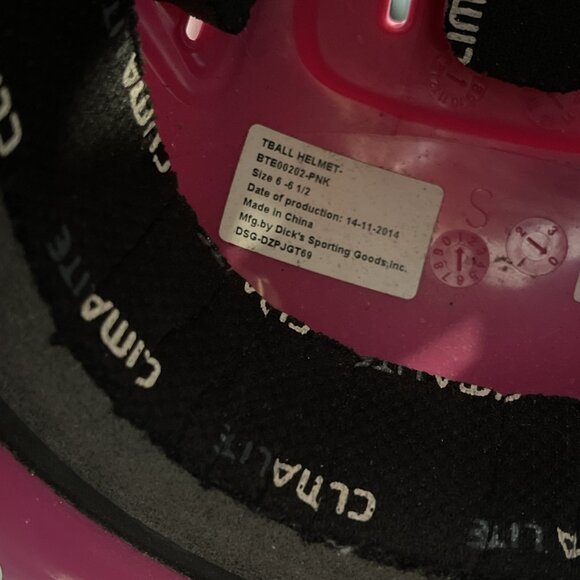 TBALL HELMET
BTE00202-PNK
Size 6 -6 1/2
Date of production: 14-11-2014
Made in China
Mfg.by Dick's Sporting Goods,Inc.
DSG-DZPJGT69
S
CLIMALITE
CLIMALITE
CLIMALITE
LITE